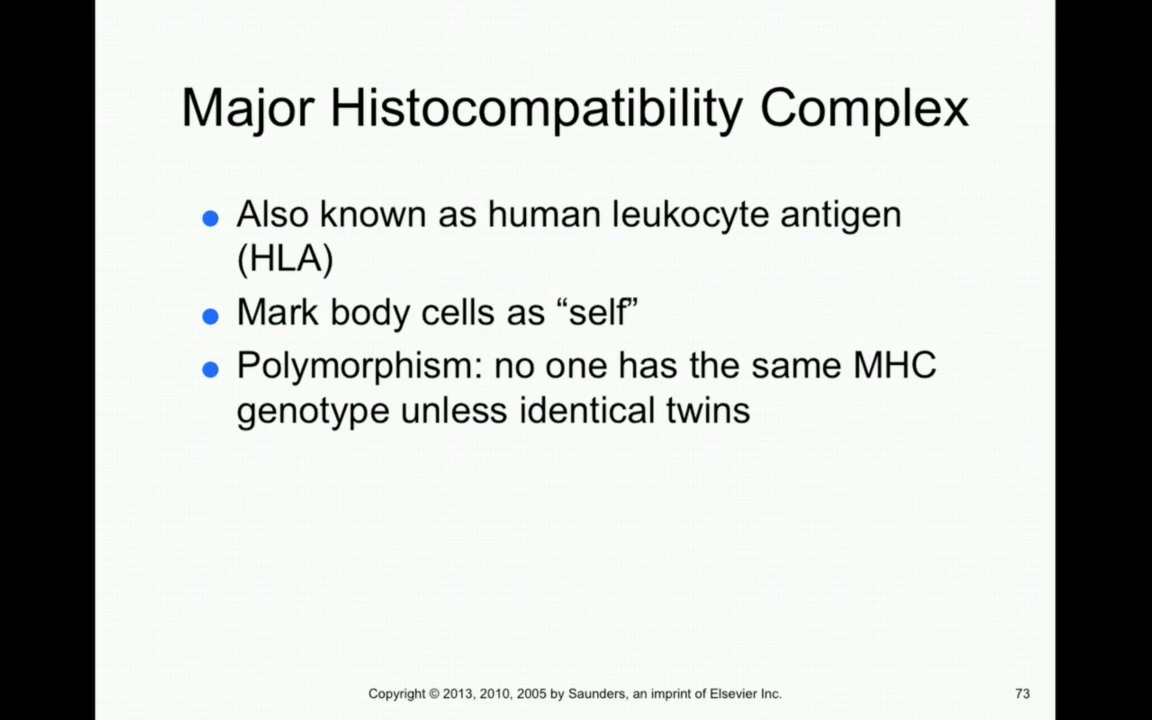 Major Histocompatibility Complex
● Also known as human leukocyte antigen
(HLA)
● Mark body cells as “self”
● Polymorphism: no one has the same MHC
genotype unless identical twins
Copyright © 2013, 2010, 2005 by Saunders, an imprint of Elsevier Inc.
73